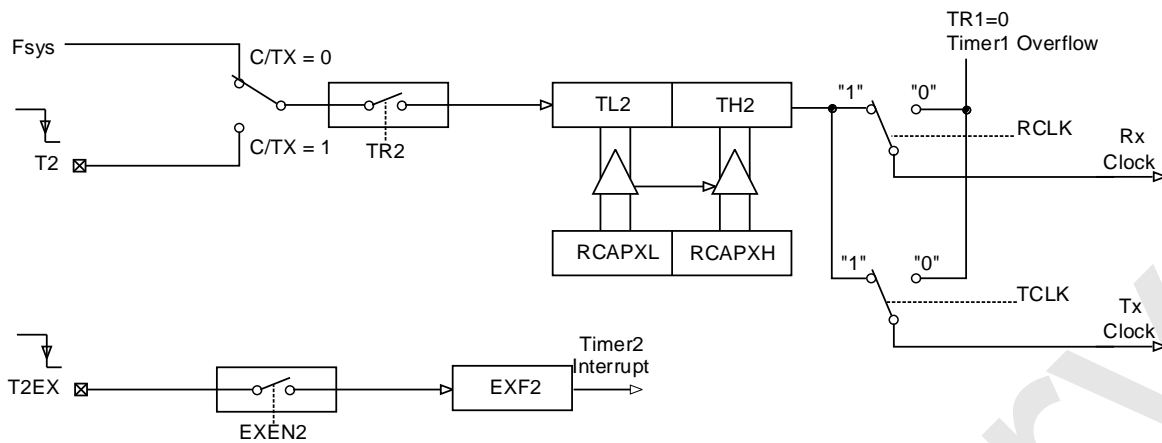 TR1=0
Timer1 Overflow
Fsys
C/TX = 0
T2
C/TX = 1
TR2
TL2
TH2
"1"
"0"
RCLK
Rx
Clock
RCAPXL
RCAPXH
"1"
"0"
TCLK
Tx
Clock
T2EX
EXEN2
EXF2
Timer2
Interrupt